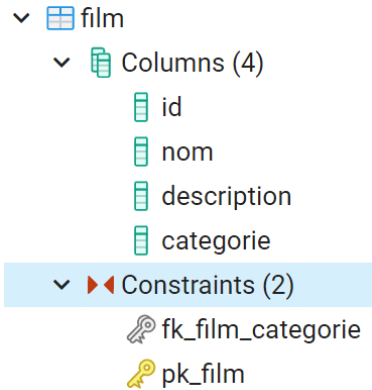 film
Columns (4)
id
nom
description
categorie
Constraints (2)
fk_film_categorie
pk_film